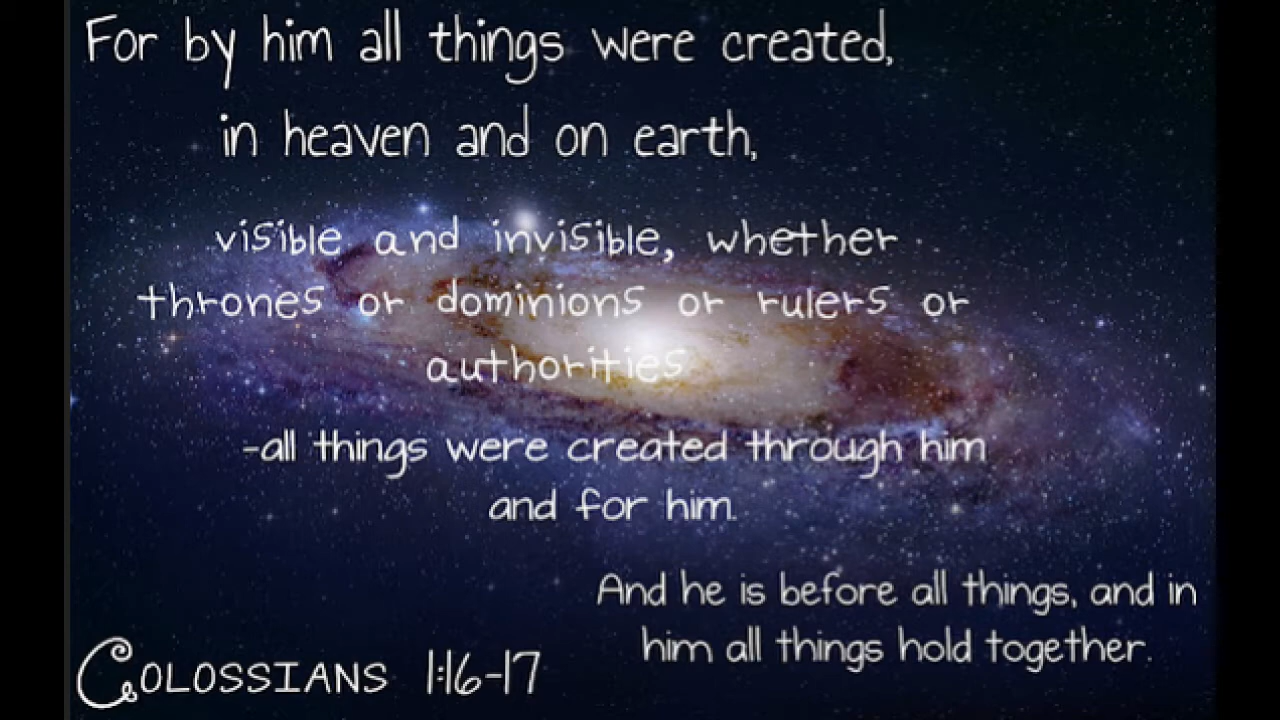 For by him all things were created,
in heaven and on earth,
visible and invisible, whether
thrones or dominions or rulers or
authorities
-all things were created through him
and for him.
And he is before all things, and in
him all things hold together.
Colossians 1:16-17